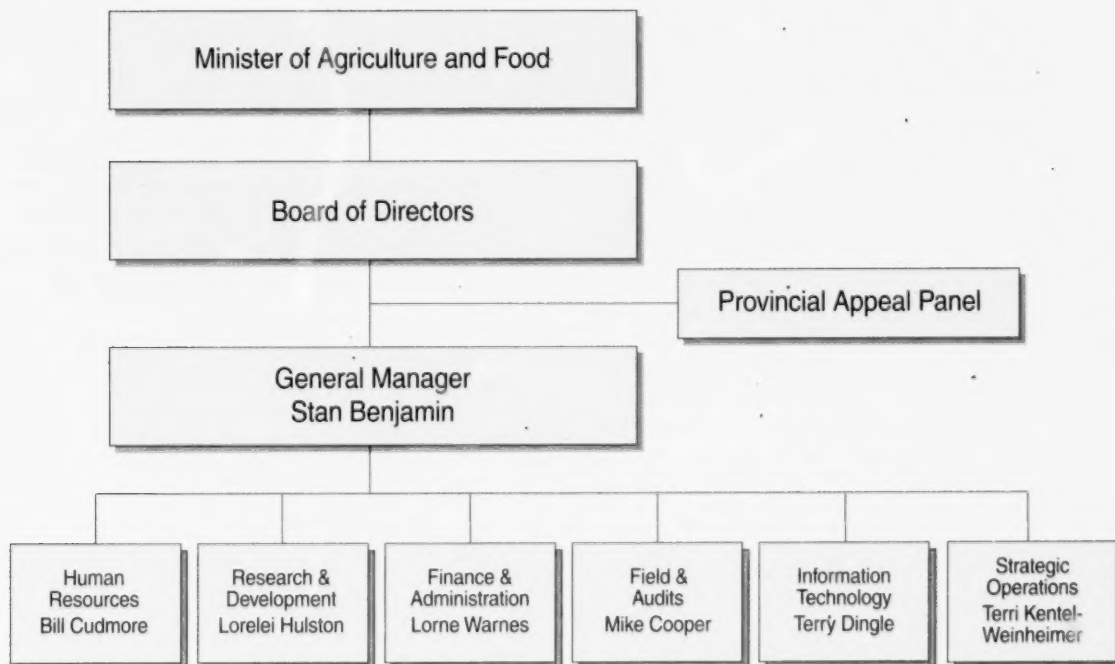 Minister of Agriculture and Food
Board of Directors
Provincial Appeal Panel
General Manager
Stan Benjamin
Human
Resources
Bill Cudmore
Research &
Development
Lorelei Hulston
Finance &
Administration
Lorne Warnes
Field &
Audits
Mike Cooper
Information
Technology
Terry Dingle
Strategic
Operations
Terri Kentel-
Weinheimer